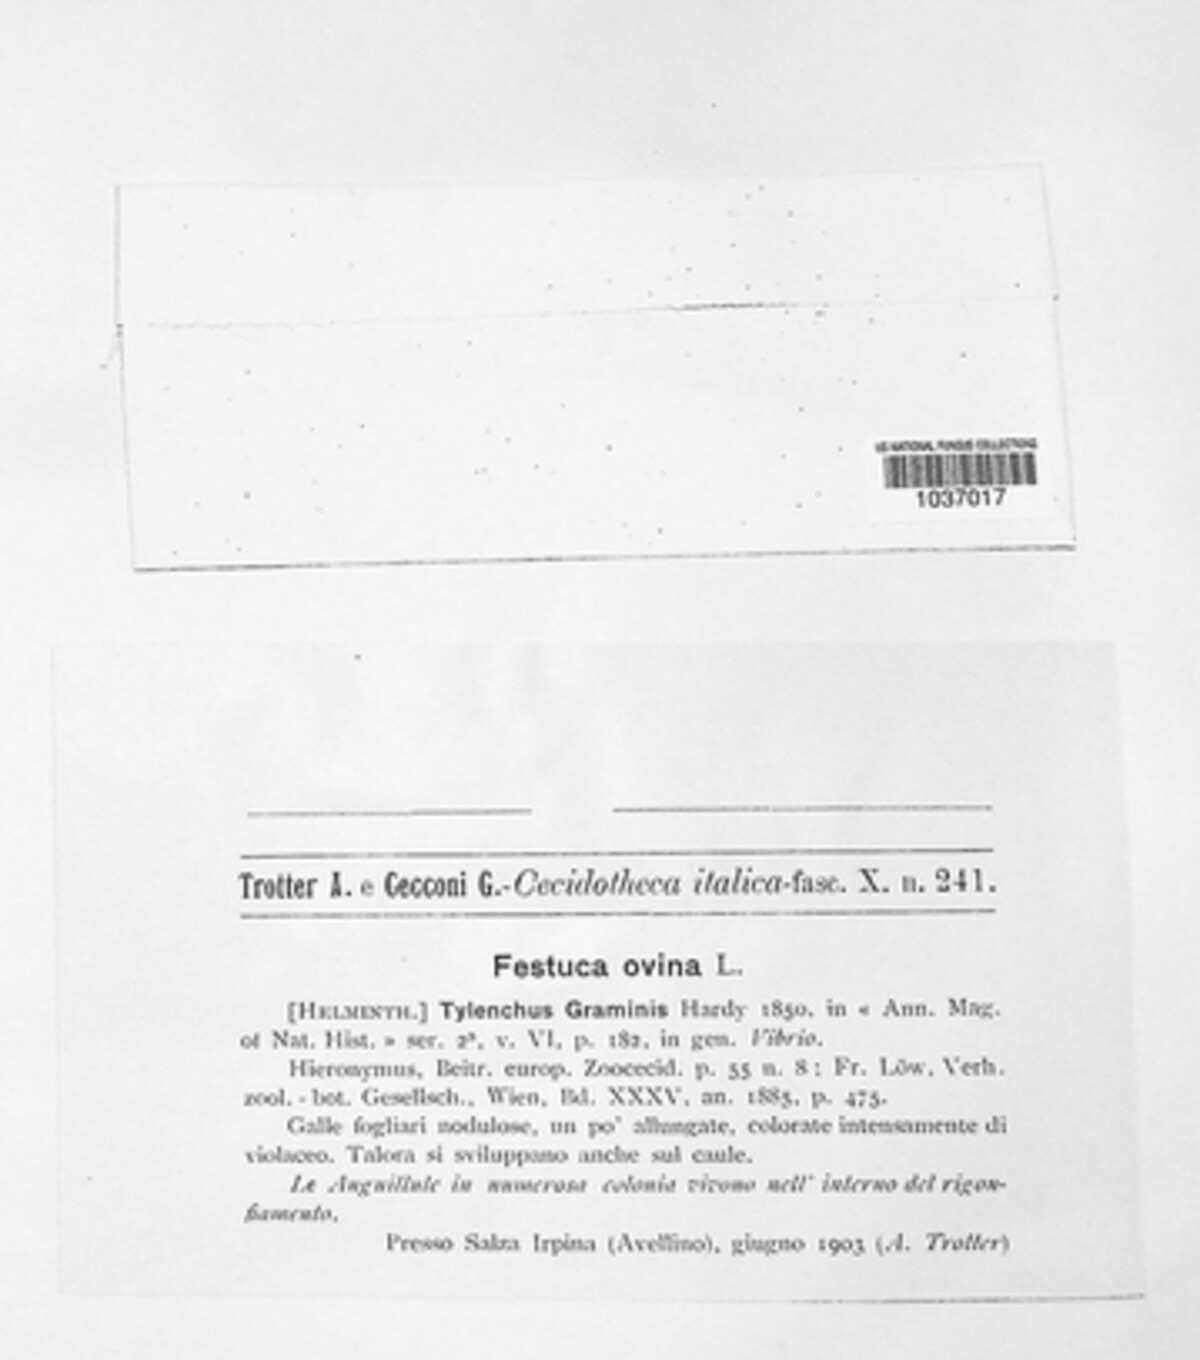 US NATIONAL FUNGUS COLLECTIONS
1037017
Trotter A. e Cecconi G.-Cecidotheca italica-fasc. X. n. 241.
Festuca ovina L.
[HELMINTH.] Tylenchus Graminis Hardy 1850, in « Ann. Mag.
of Nat. Hist. » ser. 2ª, v. VI, p. 182, in gen. Vibrio.
Hieronymus, Beitr. europ. Zoocecid. p. 55 n. 8; Fr. Löw, Verh.
zool. - bot. Gesellsch., Wien, Bd. XXXV, an. 1885, p. 475.
Galle fogliari nodulose, un po' allungate, colorate intensamente di
violaceo. Talora si sviluppano anche sul caule.
Le Anguillule in numerosa colonia vivono nell' interno del rigon-
fiamento.
Presso Salza Irpina (Avellino), giugno 1903 (A. Trotter)